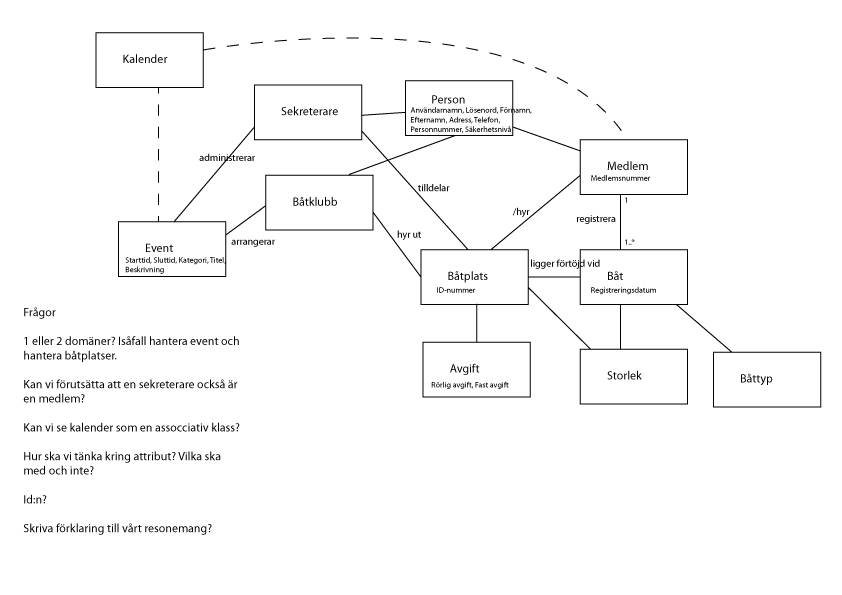 Kalender
Sekreterare
Person
Användarnamn, Lösenord, Förnamn,
Efternamn, Adress, Telefon,
Personnummer, Säkerhetsnivå
administrerar
Medlem
Medlemsnummer
tilldelar
Båtklubb
1
/hyr
registrera
hyr ut
arrangerar
1..*
Event
Starttid, Sluttid, Kategori, Titel,
Beskrivning
ligger förtöjd vid
Båtplats
ID-nummer
Båt
Registreringsdatum
Avgift
Rörlig avgift, Fast avgift
Storlek
Båttyp
Frågor
1 eller 2 domäner? Isåfall hantera event och
hantera båtplatser.
Kan vi förutsätta att en sekreterare också är
en medlem?
Kan vi se kalender som en assocciativ klass?
Hur ska vi tänka kring attribut? Vilka ska
med och inte?
Id:n?
Skriva förklaring till vårt resonemang?